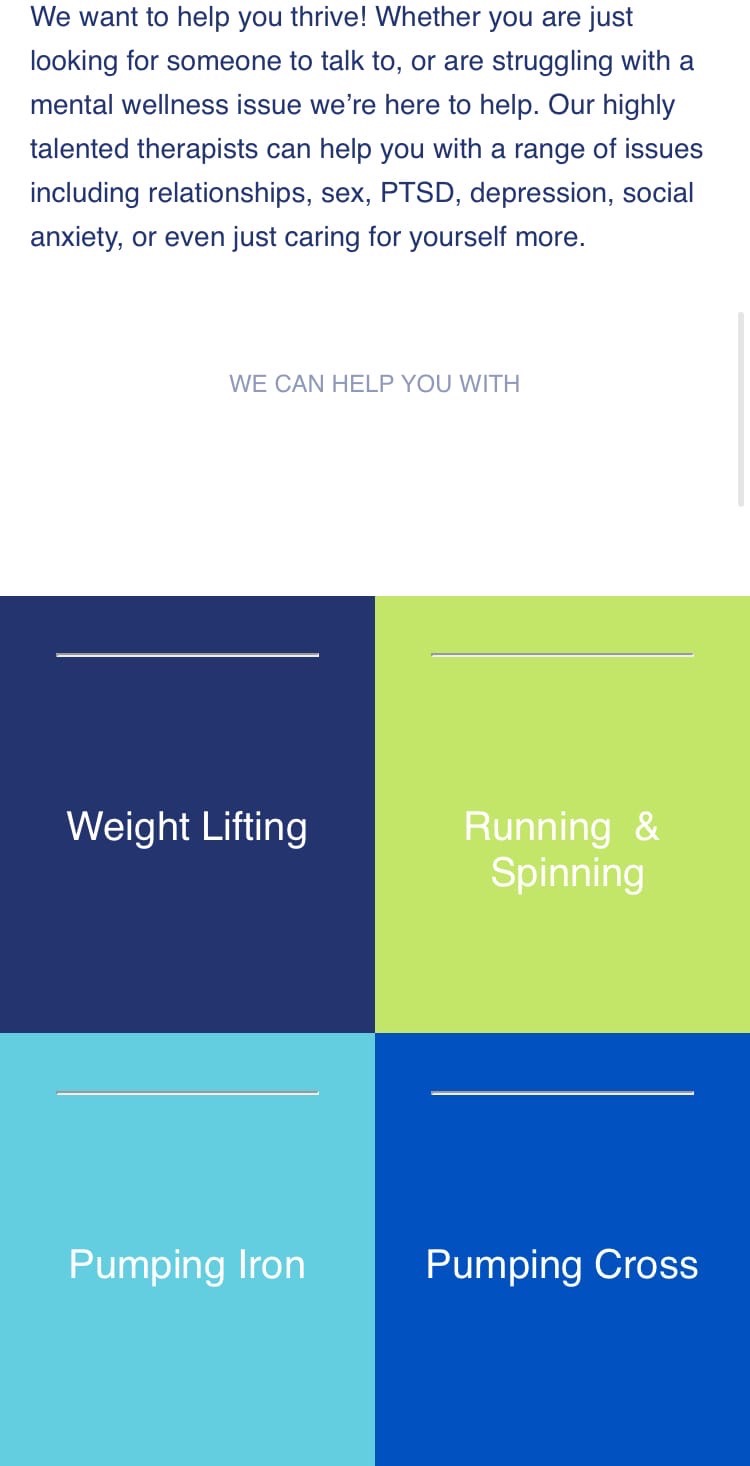 We want to help you thrive! Whether you are just
looking for someone to talk to, or are struggling with a
mental wellness issue we’re here to help. Our highly
talented therapists can help you with a range of issues
including relationships, sex, PTSD, depression, social
anxiety, or even just caring for yourself more.
WE CAN HELP YOU WITH
Weight Lifting
Running &
Spinning
Pumping Iron
Pumping Cross